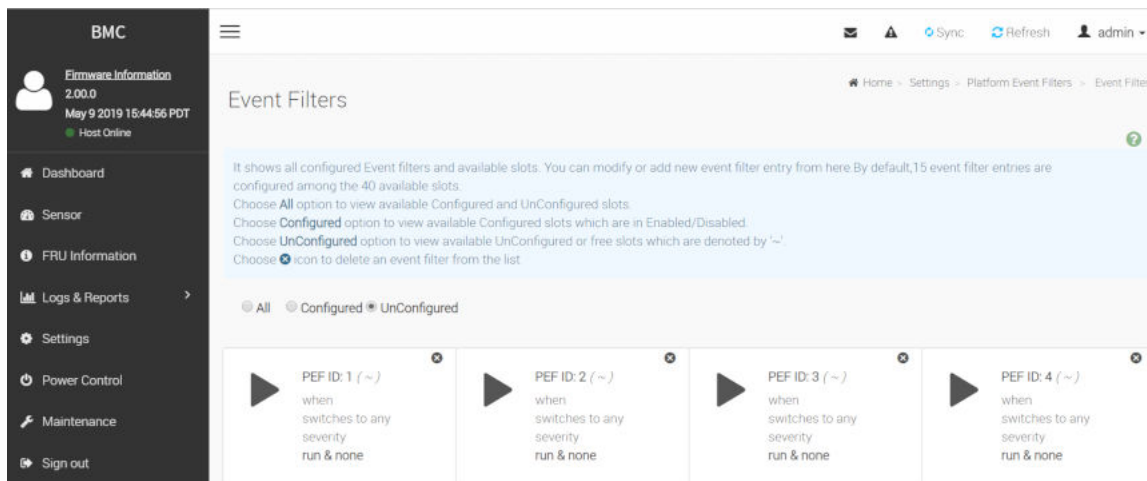 BMC
Sync
Refresh
admin
Firmware Information
2.00.0
May 9 2019 15:44:56 PDT
Host Online
Home > Settings > Platform Event Filters > Event Filte
Event Filters
It shows all configured Event filters and available slots. You can modify or add new event filter entry from here By default,15 event filter entries are
configured among the 40 available slots.
Choose All option to view available Configured and UnConfigured slots.
Choose Configured option to view available Configured slots which are in Enabled/Disabled.
Choose UnConfigured option to view available UnConfigured or free slots which are denoted by '~'.
Choose icon to delete an event filter from the list
Dashboard
Sensor
FRU Information
Logs & Reports >
Settings
Power Control
Maintenance
Sign out
All Configured UnConfigured
PEF ID: 1 ( ~ )
when
switches to any
severity
run & none
PEF ID: 2 ( ~ )
when
switches to any
severity
run & none
PEF ID: 3 ( ~ )
when
switches to any
severity
run & none
PEF ID: 4 ( ~ )
when
switches to any
severity
run & none